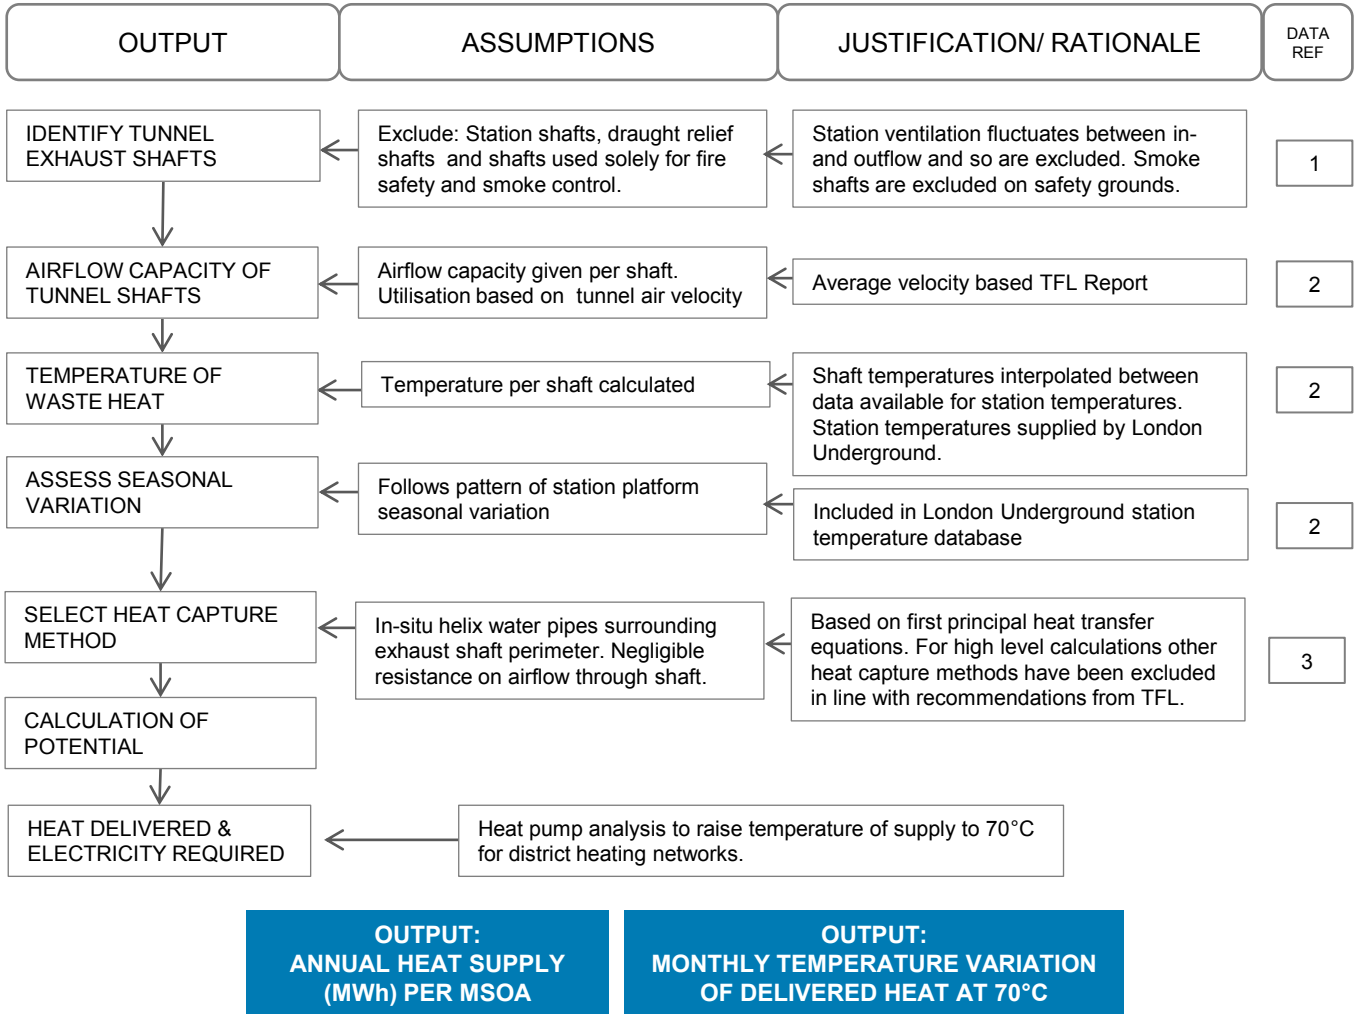 OUTPUT
ASSUMPTIONS
JUSTIFICATION/ RATIONALE
DATA
REF
IDENTIFY TUNNEL
EXHAUST SHAFTS
Exclude: Station shafts, draught relief
shafts  and shafts used solely for fire
safety and smoke control.
Station ventilation fluctuates between in-
and outflow and so are excluded. Smoke
shafts are excluded on safety grounds.
1
AIRFLOW CAPACITY OF
TUNNEL SHAFTS
Airflow capacity given per shaft.
Utilisation based on  tunnel air velocity
Average velocity based TFL Report
2
TEMPERATURE OF
WASTE HEAT
Temperature per shaft calculated
Shaft temperatures interpolated between
data available for station temperatures.
Station temperatures supplied by London
Underground.
2
ASSESS SEASONAL
VARIATION
Follows pattern of station platform
seasonal variation
Included in London Underground station
temperature database
2
SELECT HEAT CAPTURE
METHOD
In-situ helix water pipes surrounding
exhaust shaft perimeter. Negligible
resistance on airflow through shaft.
Based on first principal heat transfer
equations. For high level calculations other
heat capture methods have been excluded
in line with recommendations from TFL.
3
CALCULATION OF
POTENTIAL
HEAT DELIVERED &
ELECTRICITY REQUIRED
Heat pump analysis to raise temperature of supply to 70°C
for district heating networks.
OUTPUT:
ANNUAL HEAT SUPPLY
(MWh) PER MSOA
OUTPUT:
MONTHLY TEMPERATURE VARIATION
OF DELIVERED HEAT AT 70°C